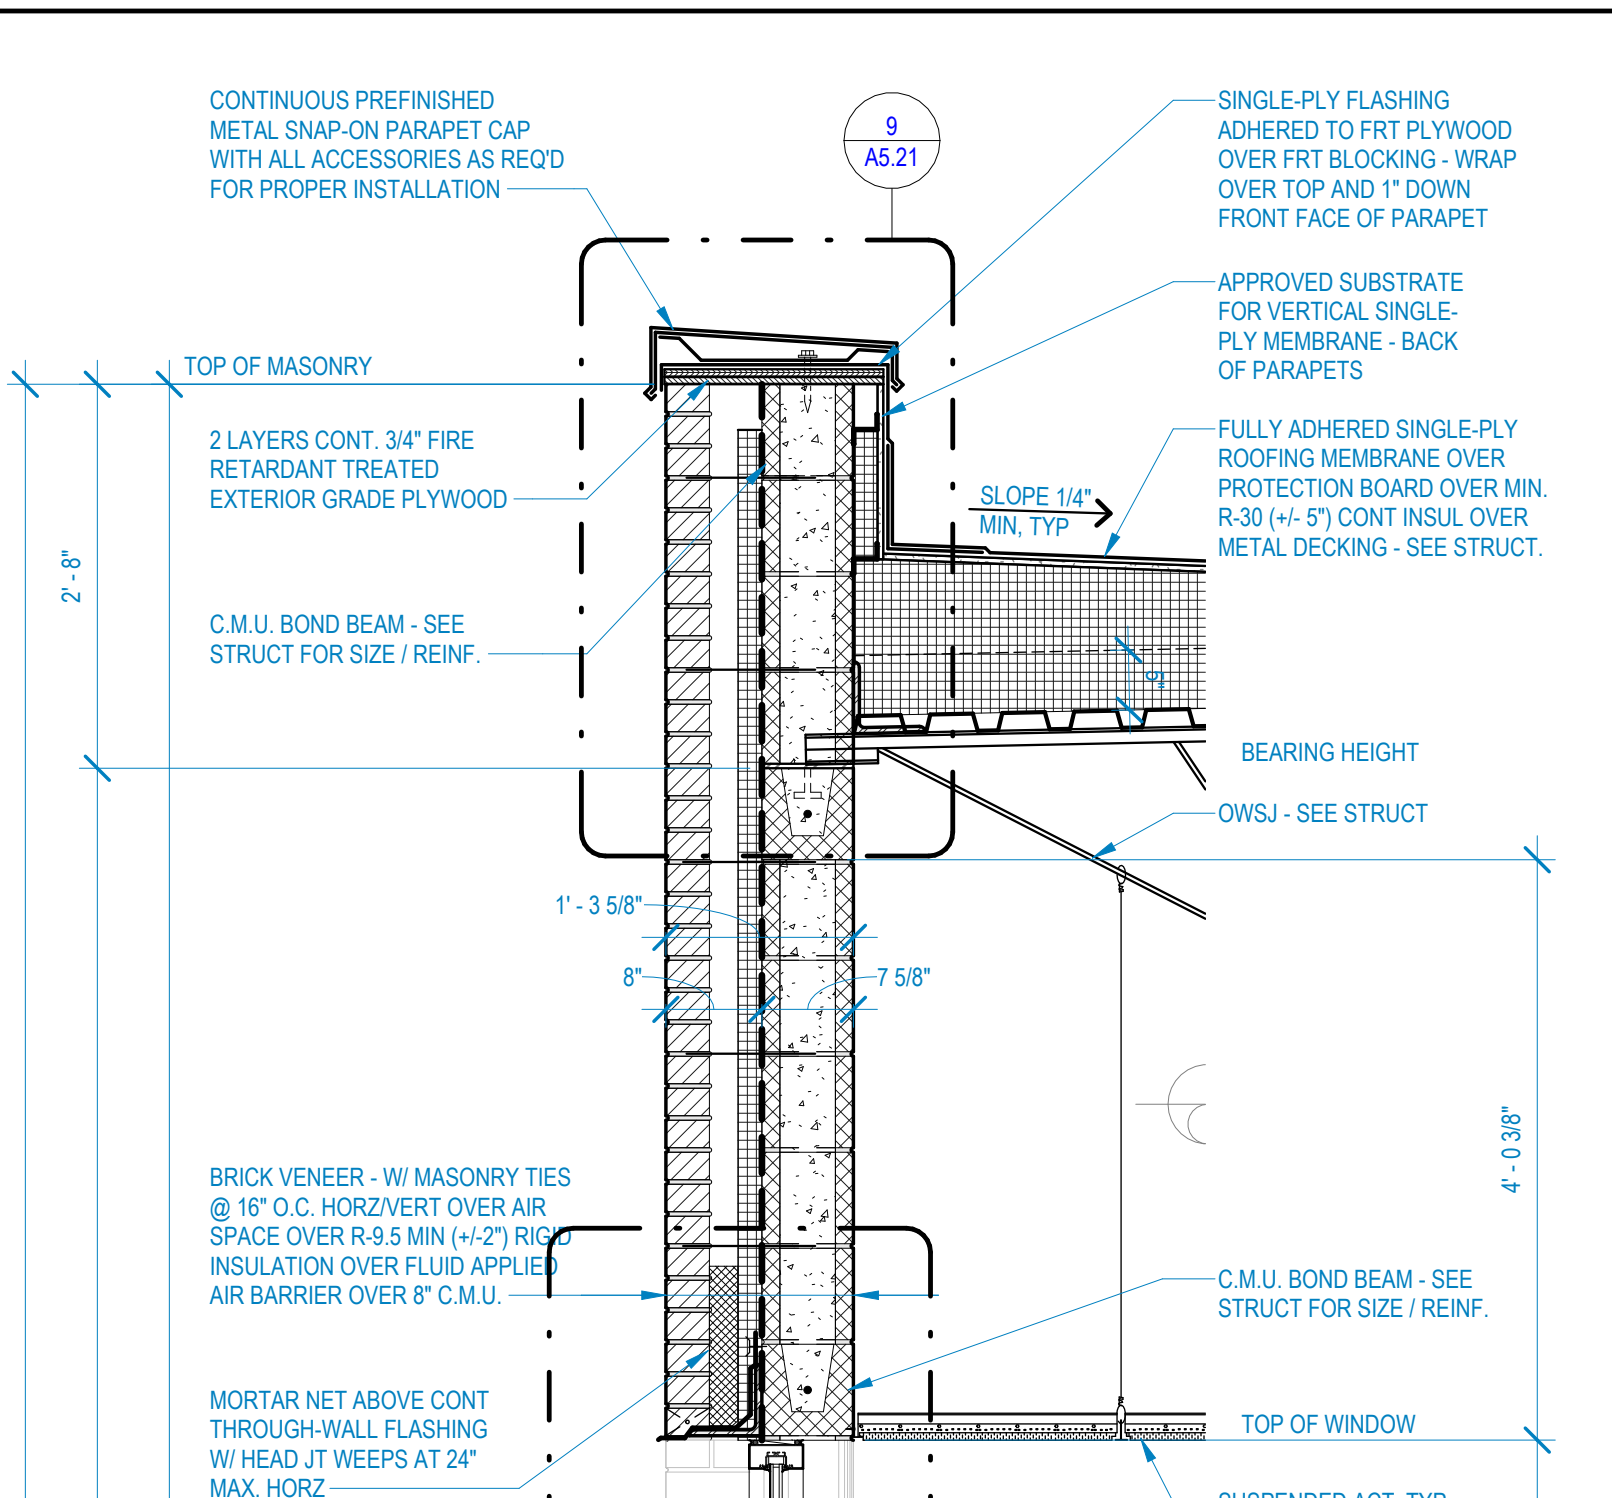 CONTINUOUS PREFINISHED
METAL SNAP-ON PARAPET CAP
WITH ALL ACCESSORIES AS REQ'D
FOR PROPER INSTALLATION
9
A5.21
SINGLE-PLY FLASHING
ADHERED TO FRT PLYWOOD
OVER FRT BLOCKING - WRAP
OVER TOP AND 1" DOWN
FRONT FACE OF PARAPET
APPROVED SUBSTRATE
FOR VERTICAL SINGLE-
PLY MEMBRANE - BACK
OF PARAPETS
TOP OF MASONRY
2 LAYERS CONT. 3/4" FIRE
RETARDANT TREATED
EXTERIOR GRADE PLYWOOD
FULLY ADHERED SINGLE-PLY
ROOFING MEMBRANE OVER
PROTECTION BOARD OVER MIN.
R-30 (+/- 5") CONT INSUL OVER
METAL DECKING - SEE STRUCT.
SLOPE 1/4"
MIN, TYP
2' - 8"
C.M.U. BOND BEAM - SEE
STRUCT FOR SIZE / REINF.
5"
BEARING HEIGHT
OWSJ - SEE STRUCT
1' - 3 5/8"
8"
7 5/8"
4' - 0 3/8"
BRICK VENEER - W/ MASONRY TIES
@ 16" O.C. HORZ/VERT OVER AIR
SPACE OVER R-9.5 MIN (+/-2") RIGID
INSULATION OVER FLUID APPLIED
AIR BARRIER OVER 8" C.M.U.
C.M.U. BOND BEAM - SEE
STRUCT FOR SIZE / REINF.
MORTAR NET ABOVE CONT
THROUGH-WALL FLASHING
W/ HEAD JT WEEPS AT 24"
MAX. HORZ
TOP OF WINDOW
SUSPENDED ACT, TYP